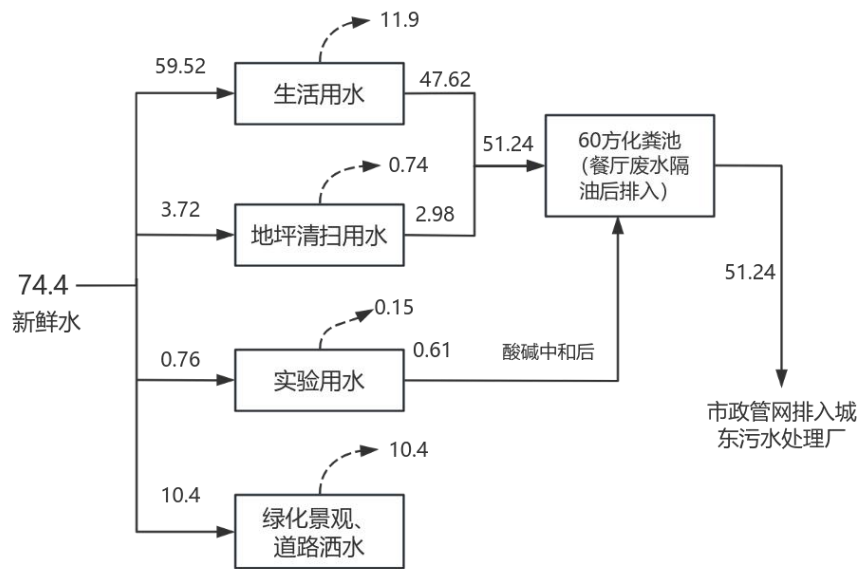 11.9
59.52
生活用水
47.62
51.24
60方化粪池
（餐厅废水隔
油后排入）
0.74
3.72
地坪清扫用水
2.98
51.24
74.4
新鲜水
0.15
0.76
实验用水
0.61
酸碱中和后
市政管网排入城
东污水处理厂
10.4
10.4
绿化景观、
道路洒水